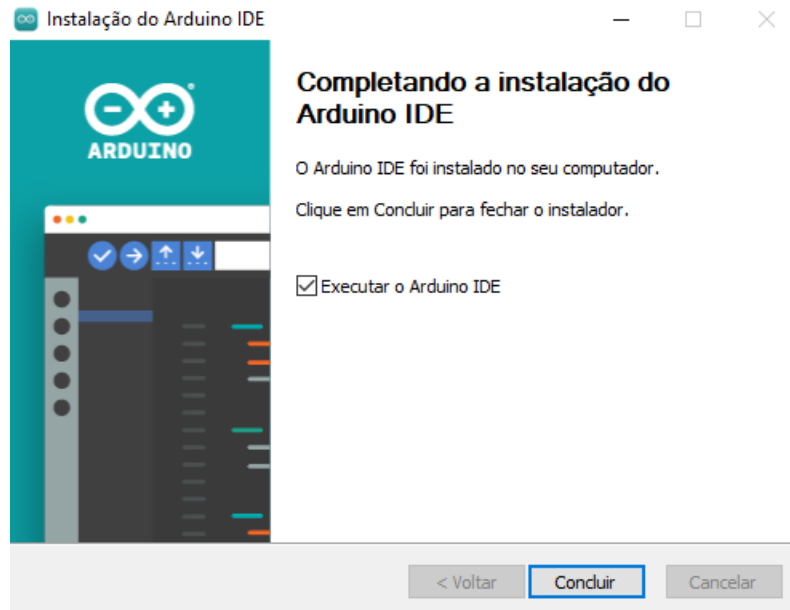 Instalação do Arduino IDE
ARDUINO
Completando a instalação do
Arduino IDE
O Arduino IDE foi instalado no seu computador.
Clique em Concluir para fechar o instalador.
Executar o Arduino IDE
< Voltar
Concluir
Cancelar